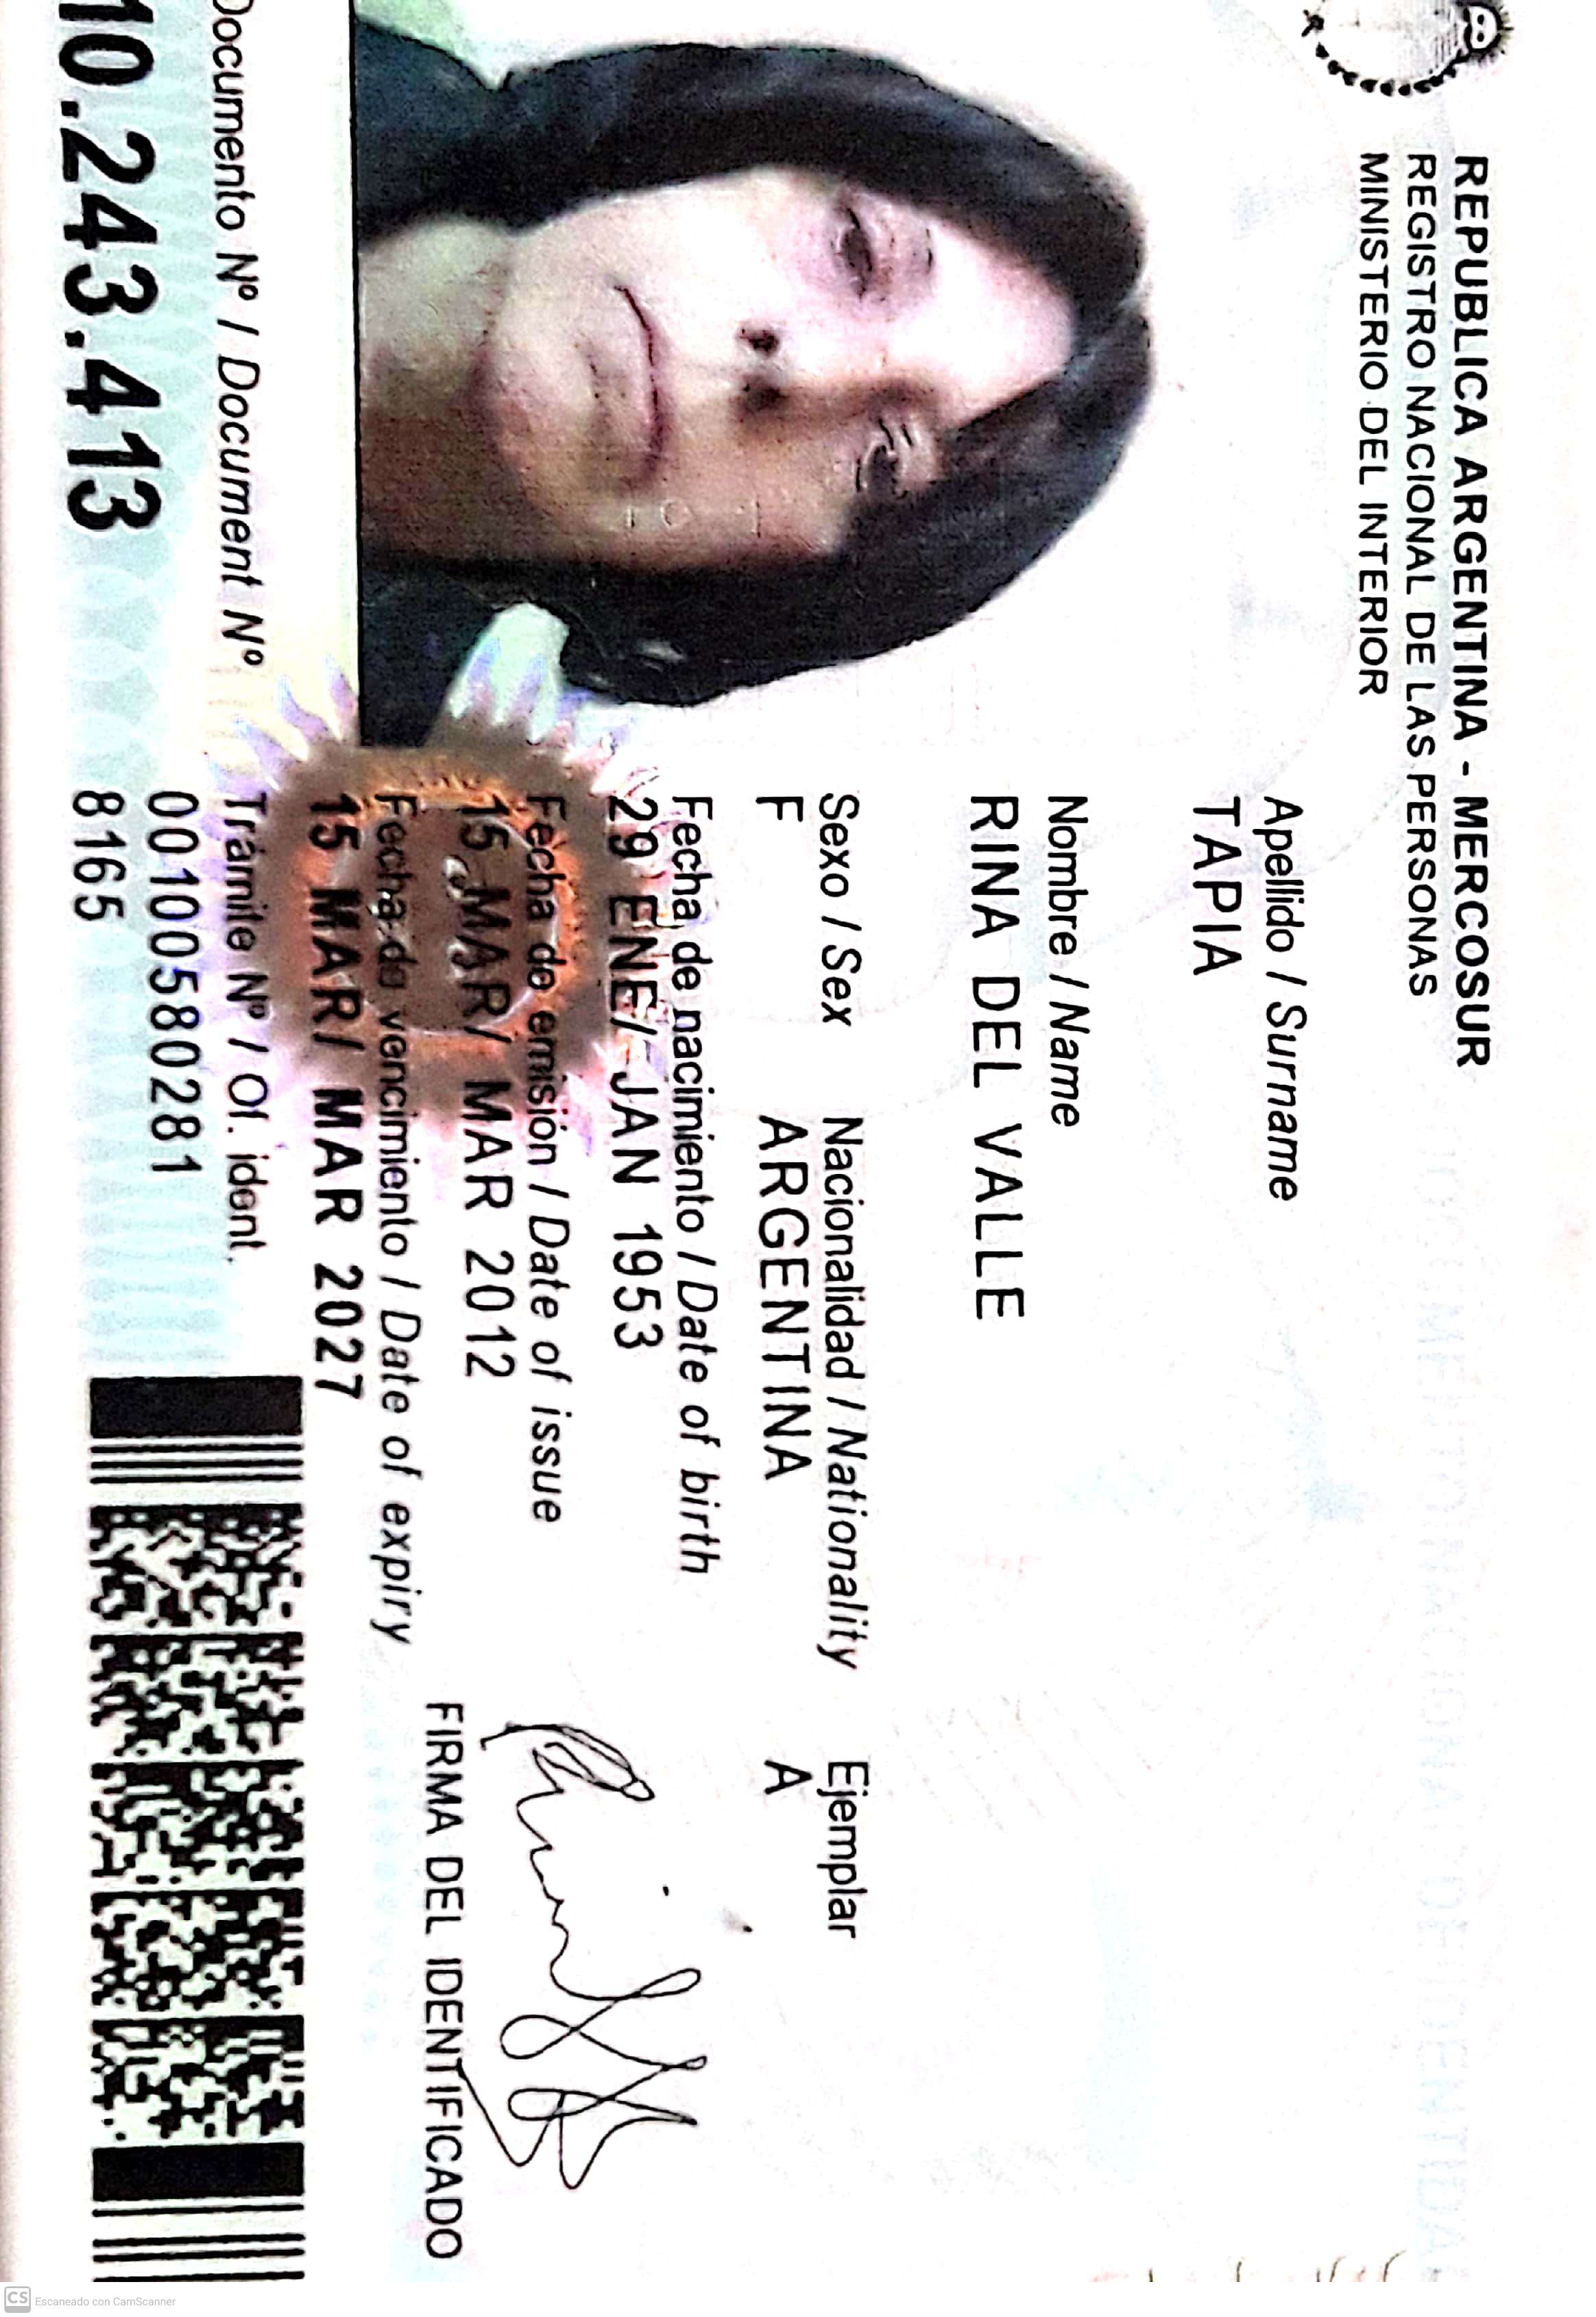 REPUBLICA ARGENTINA - MERCOSUR
REGISTRO NACIONAL DE LAS PERSONAS
MINISTERIO DEL INTERIOR
Apellido / Surname
TAPIA
Nombre / Name
RINA DEL VALLE
Sexo / Sex Nacionalidad / Nationality Ejemplar
F ARGENTINA A
Fecha de nacimiento / Date of birth
29 ENE/ JAN 1953
Fecha de emisión / Date of issue
15 MAR/ MAR 2012
Fecha de vencimiento / Date of expiry
15 MAR/ MAR 2027
FIRMA DEL IDENTIFICADO
Documento Nº / Document Nº
10.243.413
Trámite Nº / Of. ident.
00100580281
8165
CS Escaneado con CamScanner